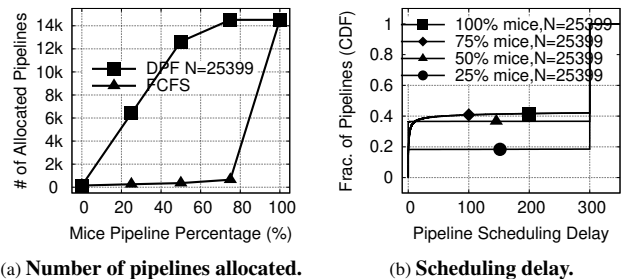 14k
12k
10k
8k
6k
4k
2k
0
0 20 40 60 80 100
# of Allocated Pipelines
Mice Pipeline Percentage (%)
DPF N=25399
FCFS
(a) Number of pipelines allocated.
1
0.8
0.6
0.4
0.2
0
0 100 200 300
Frac. of Pipelines (CDF)
Pipeline Scheduling Delay
100% mice,N=25399
75% mice,N=25399
50% mice,N=25399
25% mice,N=25399
(b) Scheduling delay.